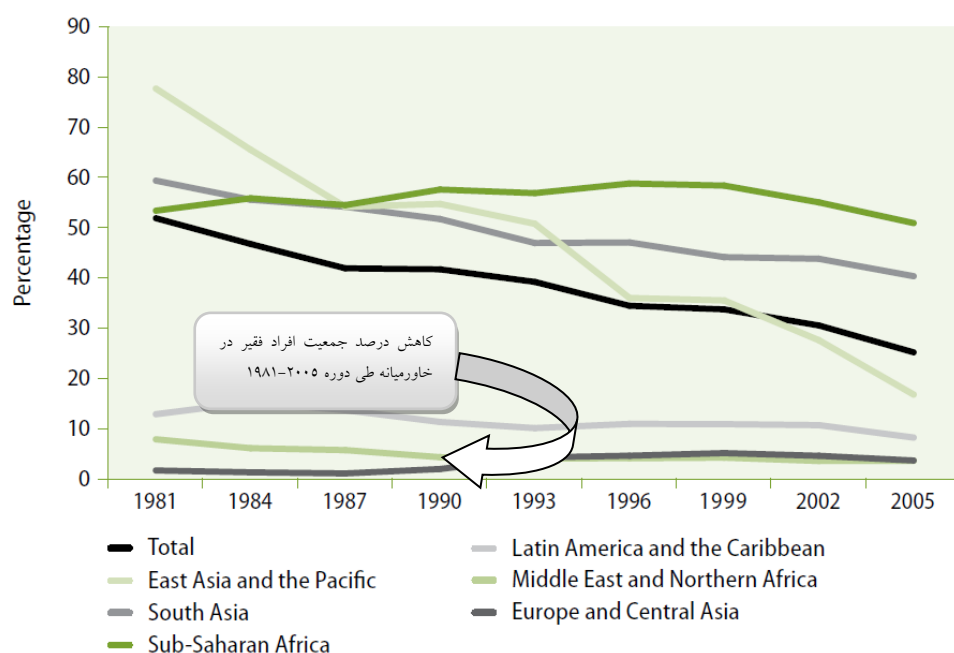 90
80
70
60
50
40
30
20
10
0
Percentage
کاهش درصد جمعیت افراد فقیر در
خاورمیانه طی دوره ۲۰۰۵-۱۹۸۱
1981 1984 1987 1990 1993 1996 1999 2002 2005
Total
East Asia and the Pacific
South Asia
Sub-Saharan Africa
Latin America and the Caribbean
Middle East and Northern Africa
Europe and Central Asia